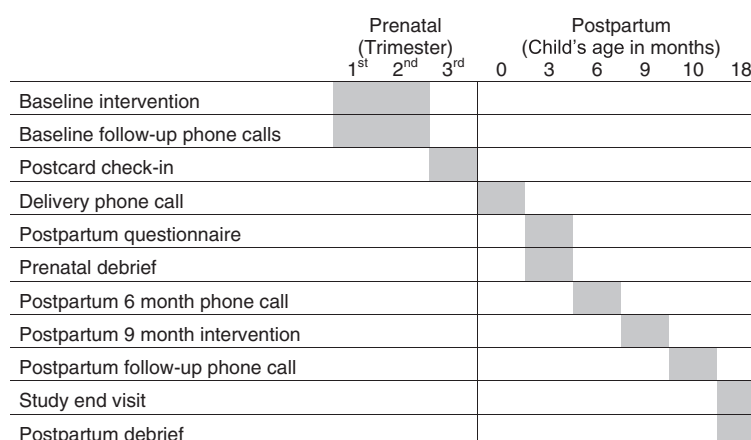 Prenatal
(Trimester)
Postpartum
(Child's age in months)
1st 2nd 3rd 0 3 6 9 10 18
Baseline intervention
Baseline follow-up phone calls
Postcard check-in
Delivery phone call
Postpartum questionnaire
Prenatal debrief
Postpartum 6 month phone call
Postpartum 9 month intervention
Postpartum follow-up phone call
Study end visit
Postpartum debrief